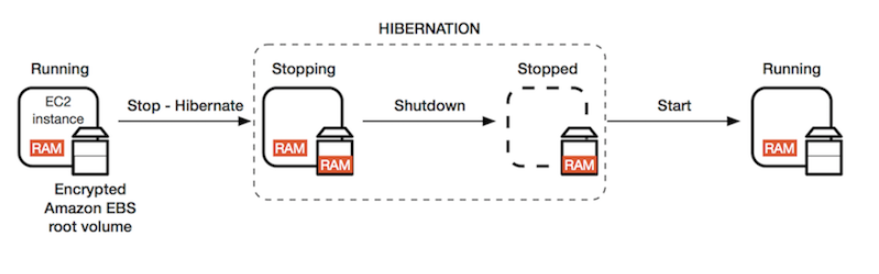 HIBERNATION
Running
Stopping
Stopped
Running
EC2
instance
RAM
Stop - Hibernate
RAM
RAM
Shutdown
RAM
Start
RAM
Encrypted
Amazon EBS
root volume